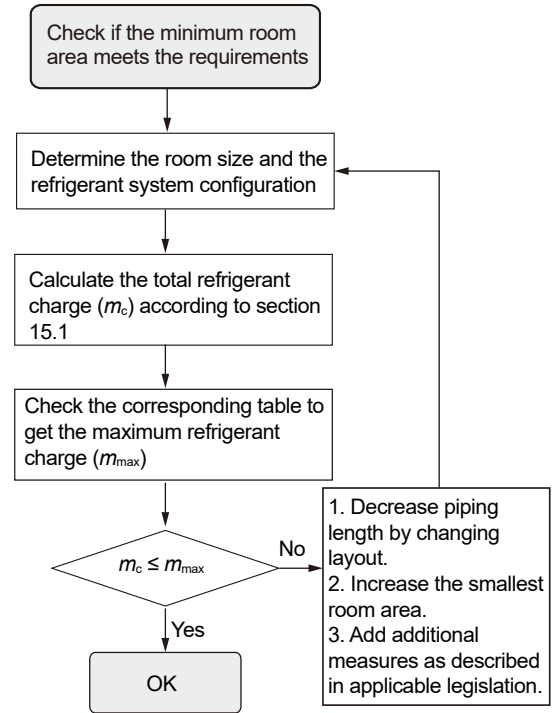 Check if the minimum room
area meets the requirements
Determine the room size and the
refrigerant system configuration
Calculate the total refrigerant
charge (mc) according to section
15.1
Check the corresponding table to
get the maximum refrigerant
charge (mmax)
mc ≤ mmax
No
1. Decrease piping
length by changing
layout.
2. Increase the smallest
room area.
3. Add additional
measures as described
in applicable legislation.
Yes
OK